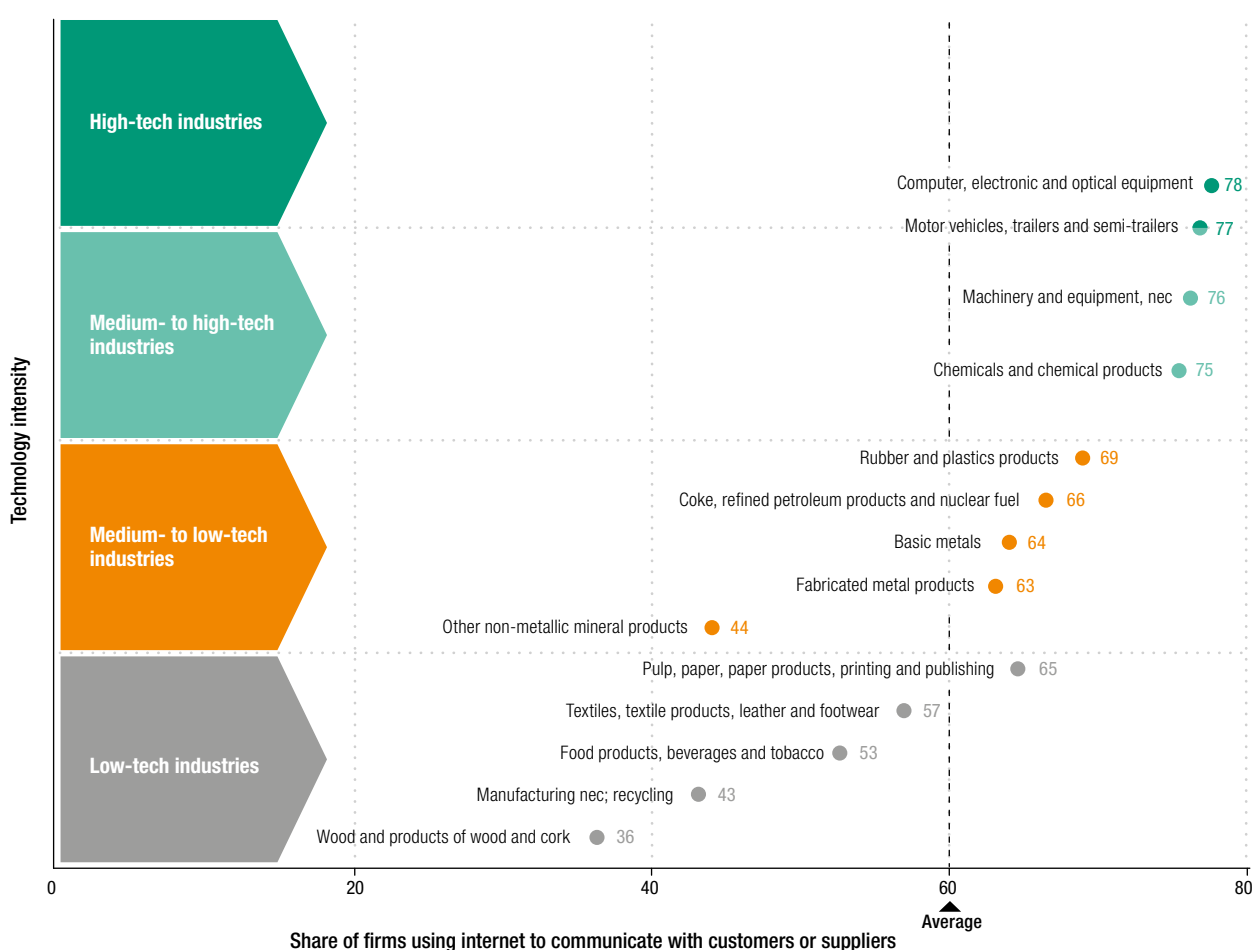 Technology intensity
High-tech industries
Computer, electronic and optical equipment 78
Motor vehicles, trailers and semi-trailers 77
Medium- to high-tech
industries
Machinery and equipment, nec 76
Chemicals and chemical products 75
Medium- to low-tech
industries
Rubber and plastics products 69
Coke, refined petroleum products and nuclear fuel 66
Basic metals 64
Fabricated metal products 63
Other non-metallic mineral products 44
Low-tech industries
Pulp, paper, paper products, printing and publishing 65
Textiles, textile products, leather and footwear 57
Food products, beverages and tobacco 53
Manufacturing nec; recycling 43
Wood and products of wood and cork 36
0 20 40 60 80
Average
Share of firms using internet to communicate with customers or suppliers